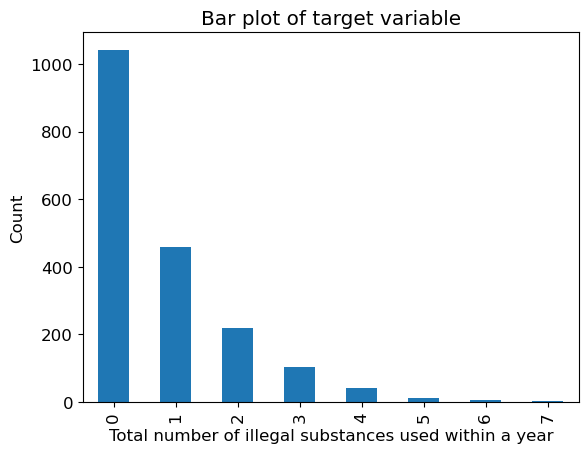 Bar plot of target variable
1000
800
600
400
200
0
Count
0 1 2 3 4 5 6 7
Total number of illegal substances used within a year